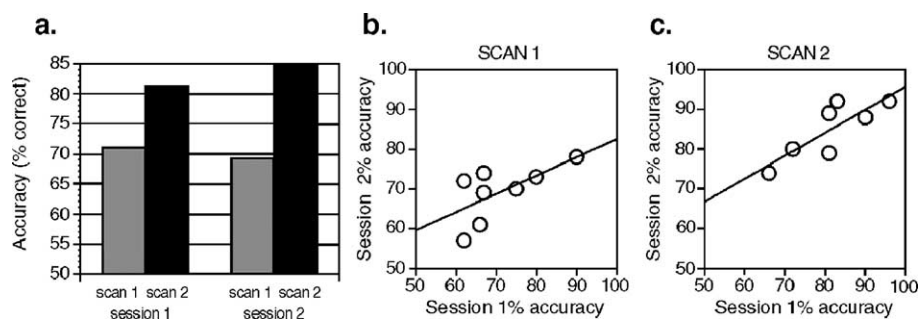 a.
Accuracy (% correct)
85
80
75
70
65
60
55
50
scan 1 scan 2 scan 1 scan 2
session 1 session 2
b.
SCAN 1
Session 2% accuracy
100
90
80
70
60
50
50 60 70 80 90 100
Session 1% accuracy
c.
SCAN 2
Session 2% accuracy
100
90
80
70
60
50
50 60 70 80 90 100
Session 1% accuracy